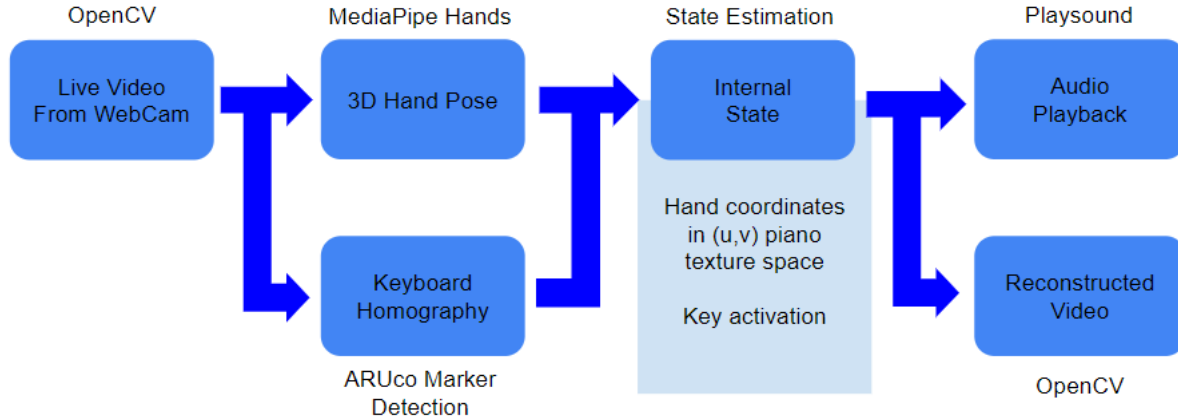 OpenCV
Live Video
From WebCam
MediaPipe Hands
3D Hand Pose
Keyboard
Homography
ARUco Marker
Detection
State Estimation
Internal
State
Hand coordinates
in (u,v) piano
texture space
Key activation
Playsound
Audio
Playback
Reconstructed
Video
OpenCV